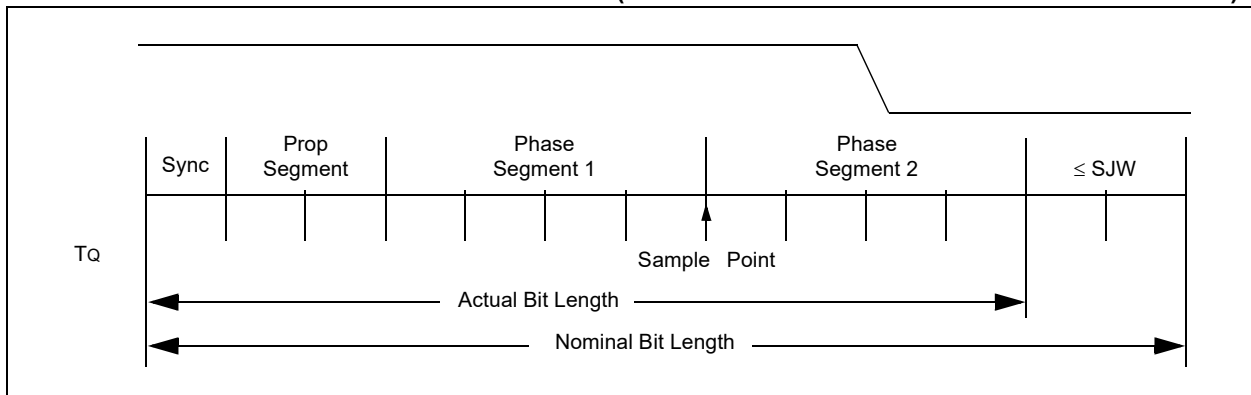 Sync
Prop
Segment
Phase
Segment 1
Phase
Segment 2
≤ SJW
TQ
Sample Point
Actual Bit Length
Nominal Bit Length